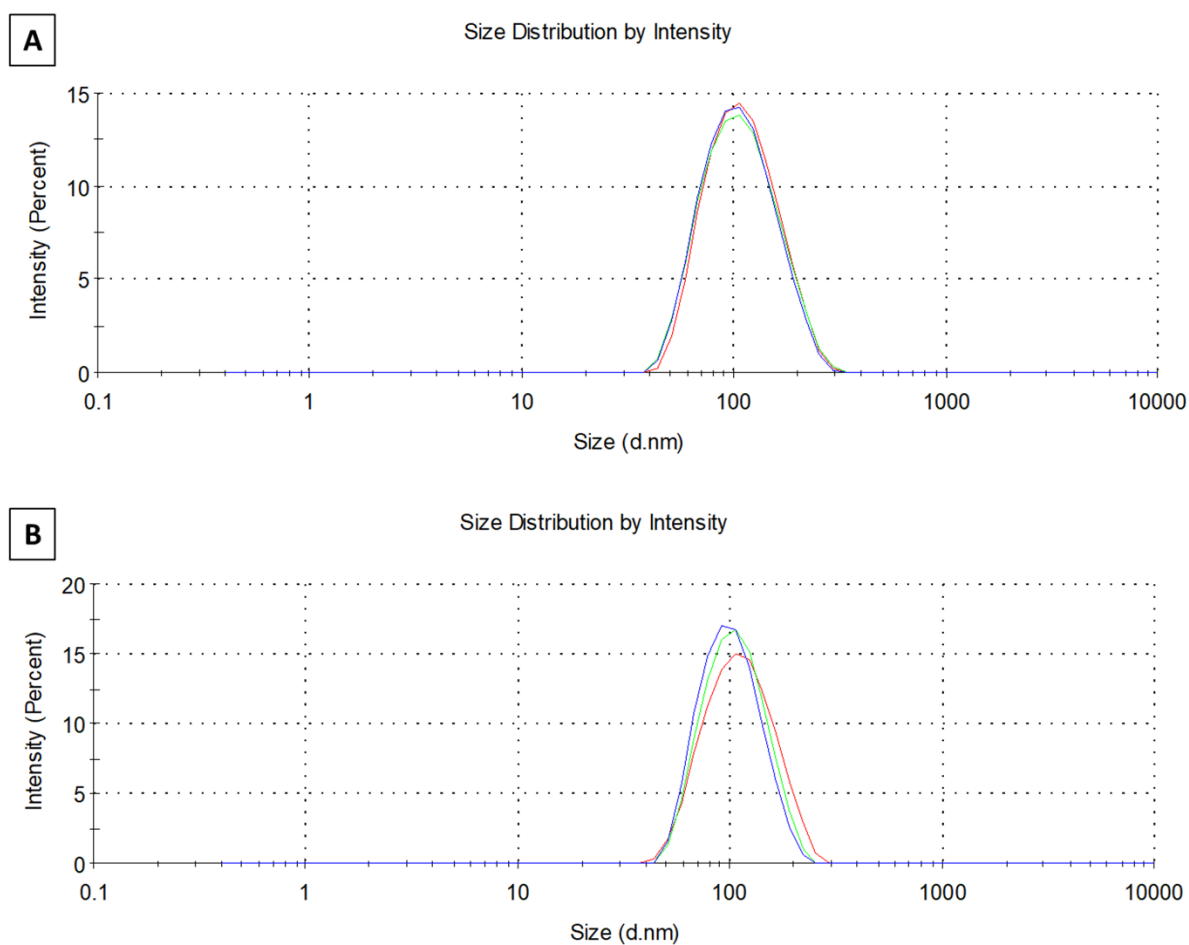 A
Size Distribution by Intensity
15
10
5
0
Intensity (Percent)
0.1 1 10 100 1000 10000
Size (d.nm)
B
Size Distribution by Intensity
20
15
10
5
0
Intensity (Percent)
0.1 1 10 100 1000 10000
Size (d.nm)